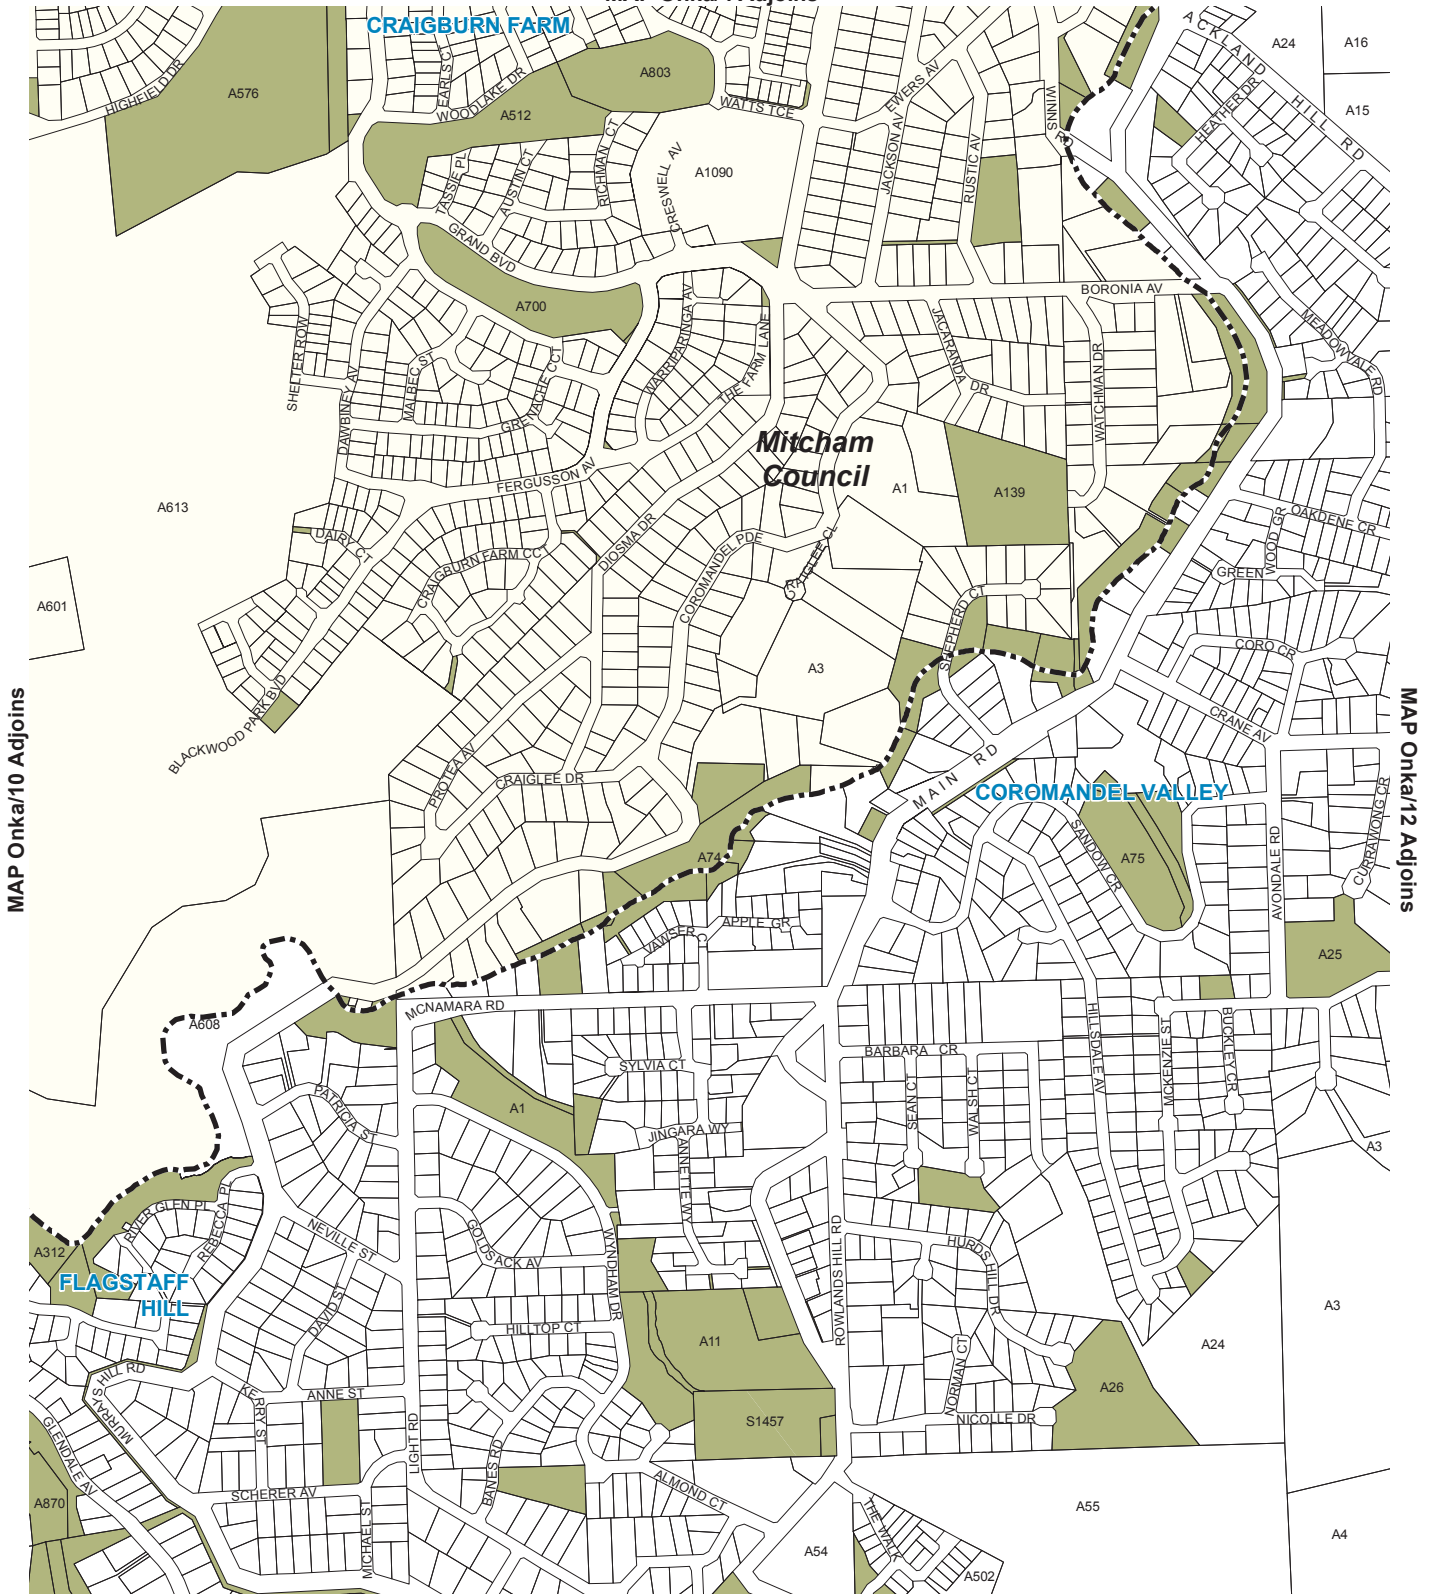 CRAIGBURN FARM
ACKLAND HILL RD
A24
A16
A15
HIGHFIELD DR
A576
EARLS CT
WOODLAKE DR
A512
A803
WATTS TCE
EWERS AV
WINNS RD
HEATHER DR
JACKSON AV
RUSTIC AV
TASSIE PL
AUSTIN CT
RICHMAN CT
CRESWELL AV
A1090
GRAND BVD
A700
BORONIA AV
SHELTER ROW
DAWBINEY AV
MALBEC ST
GRENACHE CCT
WARRIPARINGA AV
THE FARM LANE
JACARANDA DR
WATCHMAN DR
MEADOWVALE RD
Mitcham
Council
A1
A139
FERGUSSON AV
A613
DAIRY CT
CRAIGBURN FARM CC
DIOSMA DR
COROMANDEL PDE
CRAIGLEE CL
OAKDENE CR
WOOD GR
GREEN
A601
SHEPHERD CT
CORO CR
A3
BLACKWOOD PARK BVD
CRANE AV
MAP Onka/10 Adjoins
MAP Onka/12 Adjoins
PROTEA AV
CRAIGLEE DR
MAIN RD
COROMANDEL VALLEY
SANDOW CR
A75
AVONDALE RD
CURRAWONG CR
A74
VAWSER C
APPLE GR
A25
A608
MCNAMARA RD
HILLSDALE AV
MCKENZIE ST
BUCKLEY CR
BARBARA CR
SYLVIA CT
SEAN CT
WALSH CT
PATRICIA S
A1
JINGARA WY
ANNETTE WY
A3
RIVER GLEN PL
REBECCA PL
A312
FLAGSTAFF
HILL
NEVILLE ST
DAVID ST
GOLDSACK AV
WYNDHAM DR
ROWLANDS HILL RD
HURDS HILL DR
HILLTOP CT
A11
A24
A3
MURRAYS HILL RD
KERRY ST
ANNE ST
LIGHT RD
BANES RD
S1457
NORMAN CT
NICOLLE DR
A26
GLENDALE AV
SCHERER AV
MICHAEL ST
ALMOND CT
A870
THE WALK
A54
A502
A55
A4